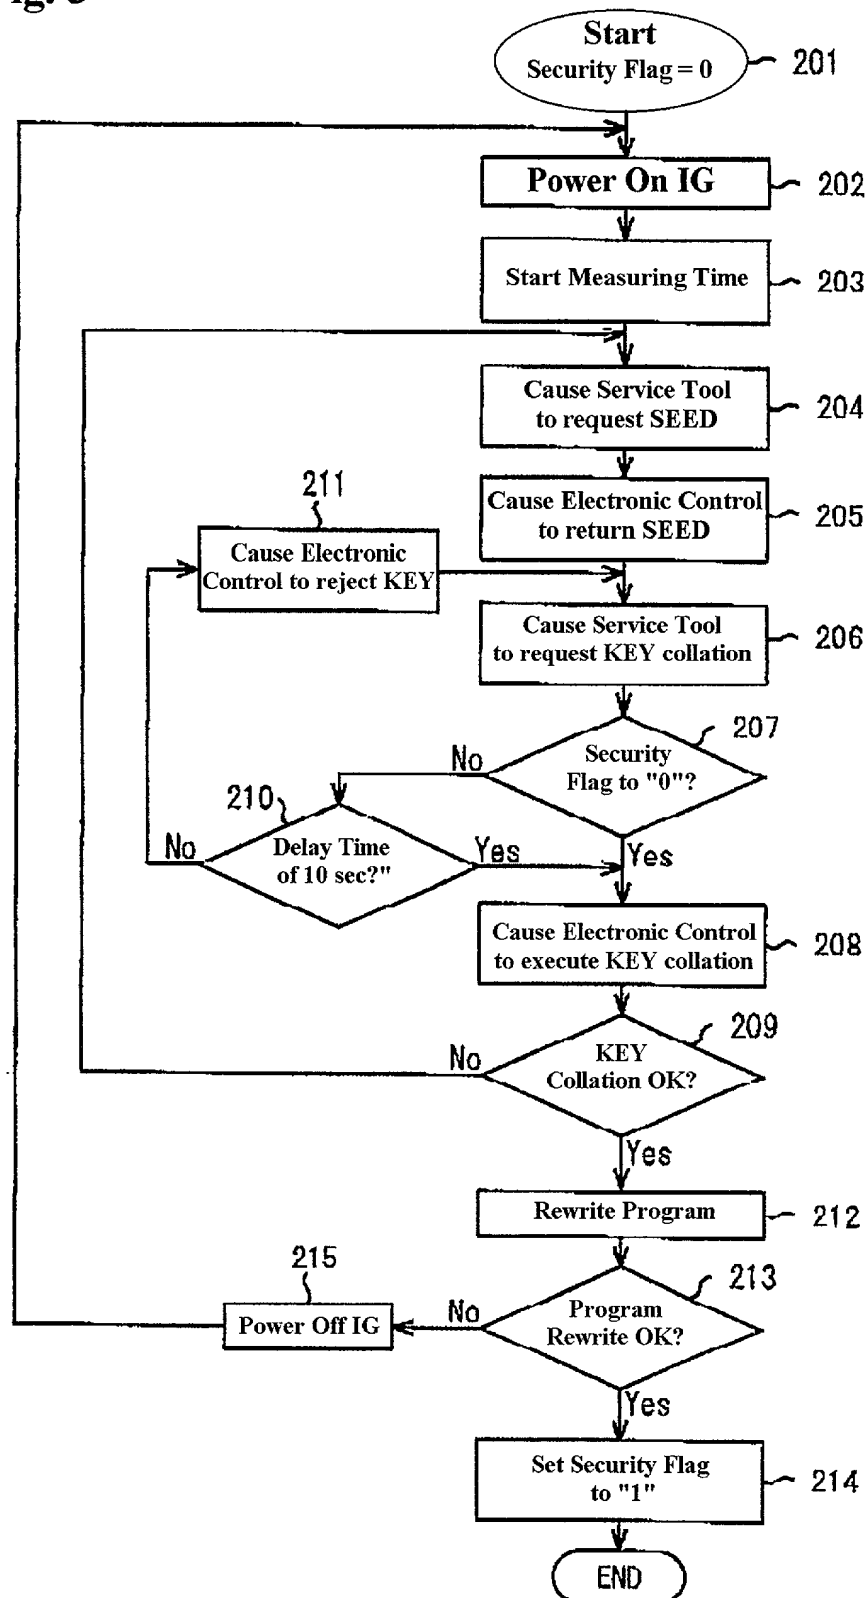 Start
Security Flag = 0
201
Power On IG
202
Start Measuring Time
203
Cause Service Tool
to request SEED
204
Cause Electronic Control
to return SEED
205
211
Cause Electronic
Control to reject KEY
Cause Service Tool
to request KEY collation
206
207
Security
Flag to "0"?
No
Yes
210
Delay Time
of 10 sec?"
No
Yes
Cause Electronic Control
to execute KEY collation
208
209
KEY
Collation OK?
No
Yes
Rewrite Program
212
213
Program
Rewrite OK?
No
Yes
215
Power Off IG
Set Security Flag
to "1"
214
END